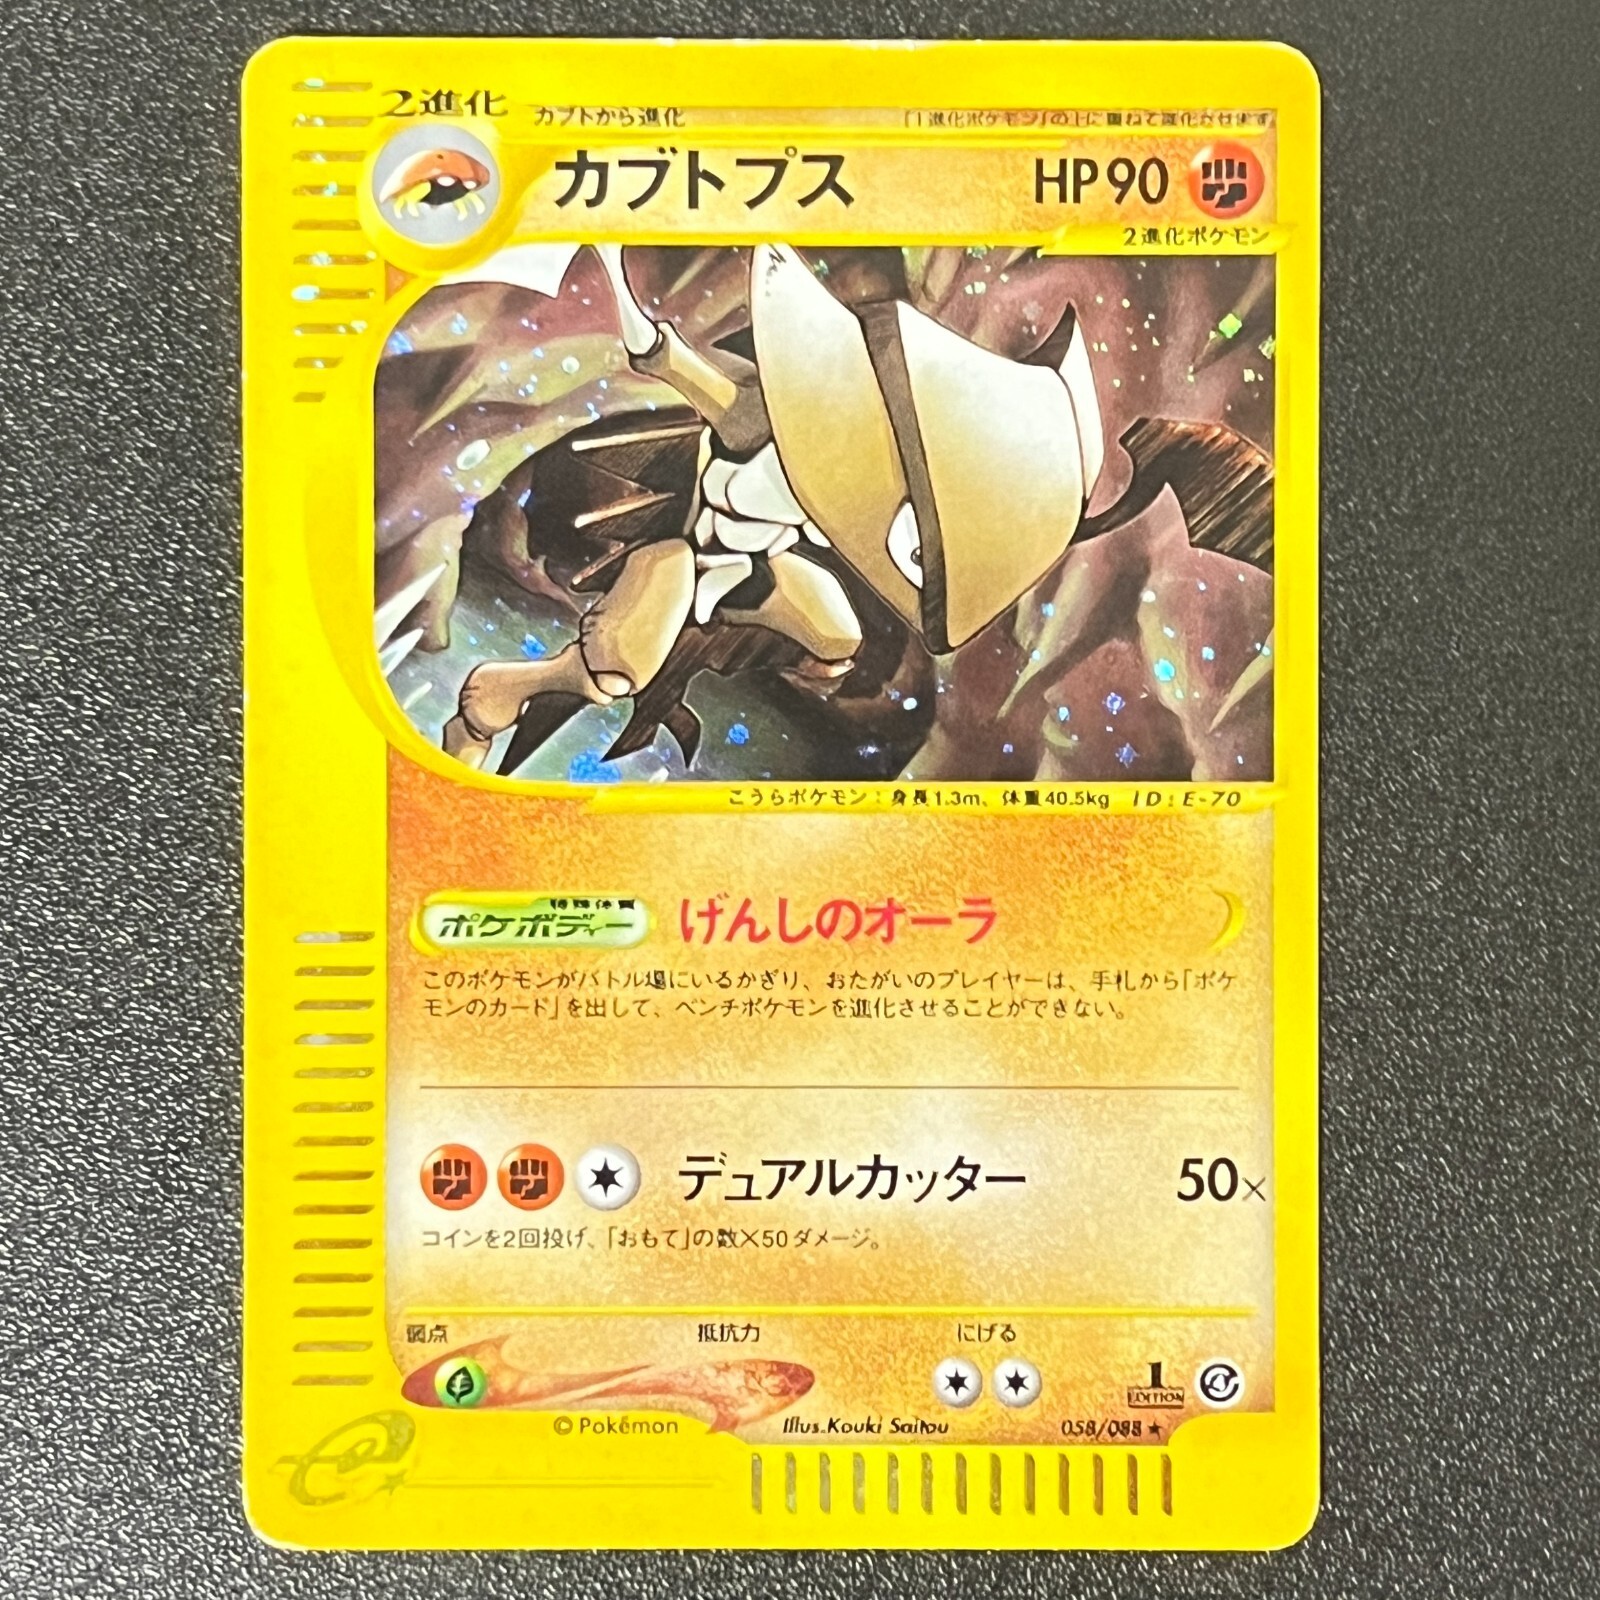 2進化 カブトから進化 「1進化ポケモン」の上に重ねて進化させます
カブトプス HP90
2進化ポケモン
こうらポケモン:身長1.3m、体重40.5kg ID:E-70
特殊体質
ポケボディー げんしのオーラ
このポケモンがバトル場にいるかぎり、おたがいのプレイヤーは、手札から「ポケ
モンのカード」を出して、ベンチポケモンを進化させることができない。
デュアルカッター 50×
コインを2回投げ、「おもて」の数×50ダメージ。
弱点 抵抗力 にげる
1
EDITION
© Pokémon Illus.Kouki Saitou 058/088 ★
e